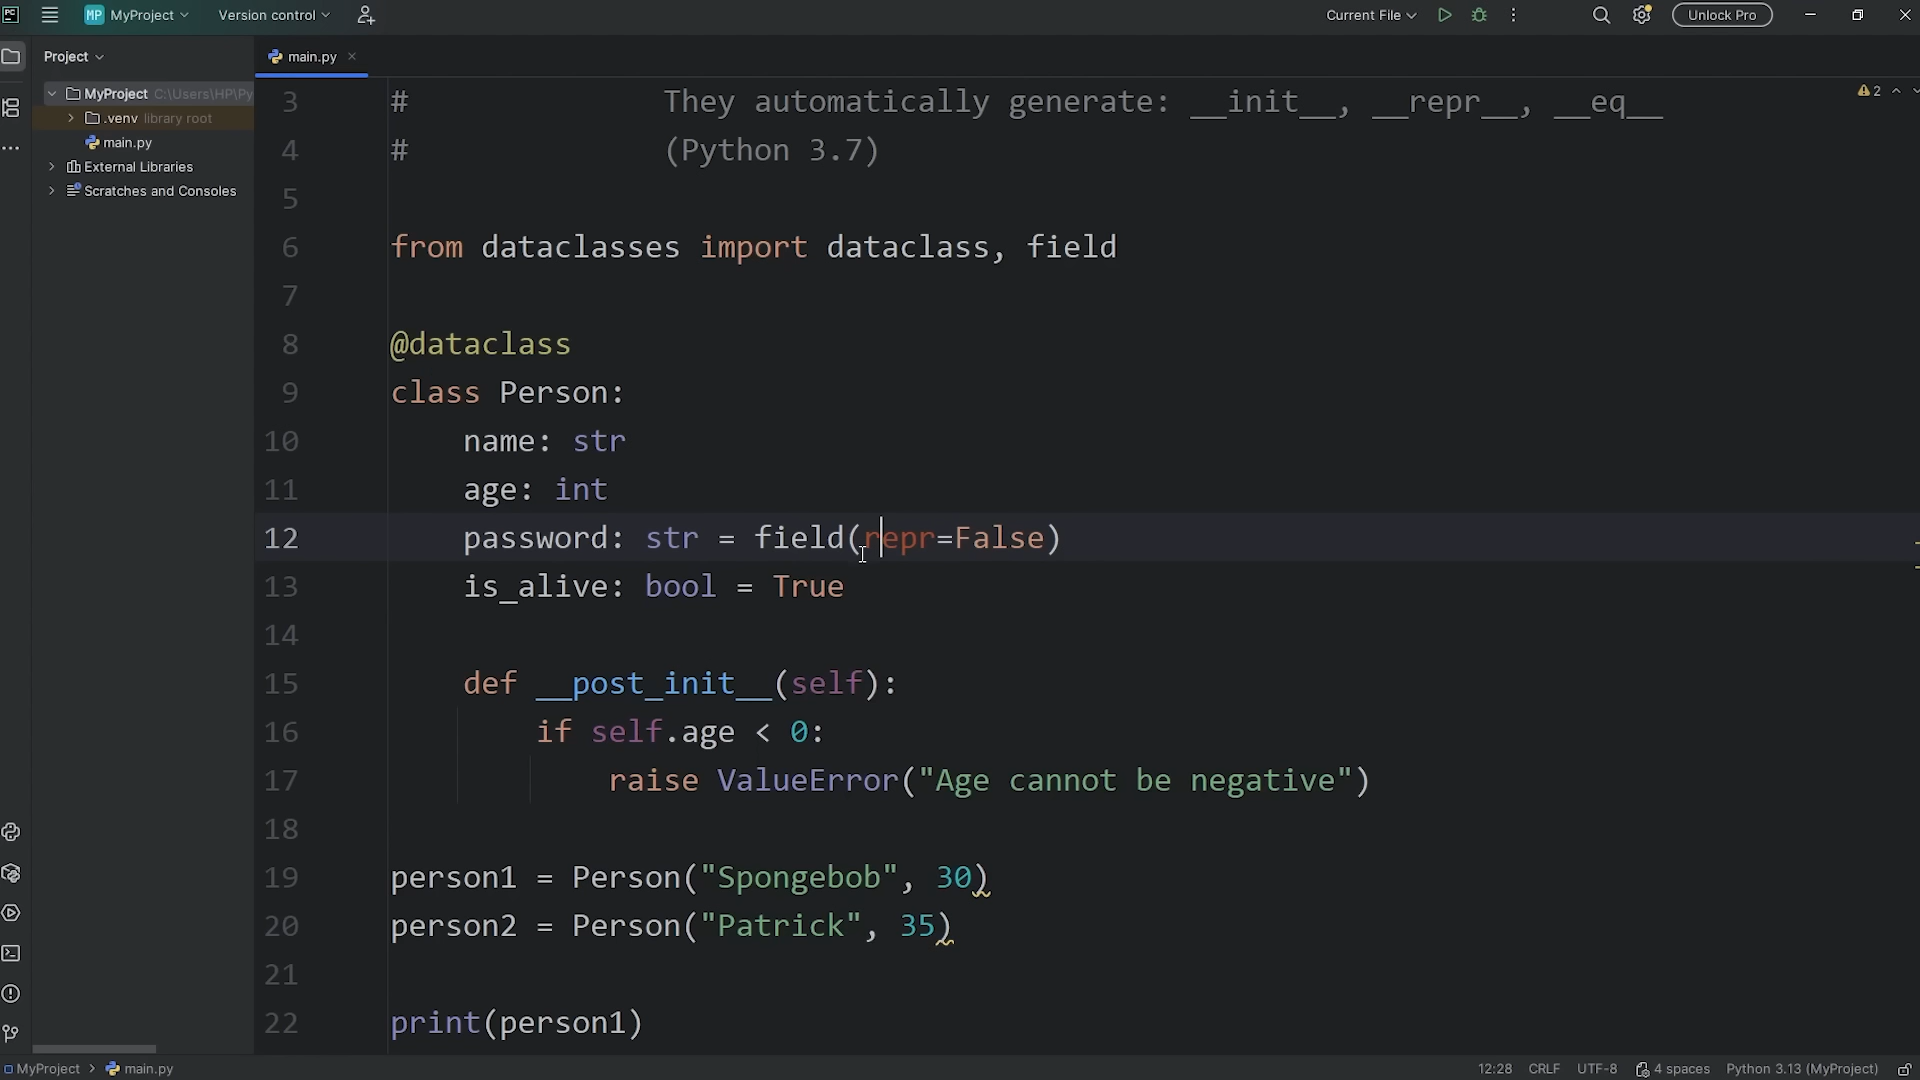 PC MP MyProject Version control Current File Unlock Pro
Project
main.py
MyProject C:\Users\HP\Py
.venv library root
main.py
External Libraries
Scratches and Consoles
2
3 # They automatically generate: __init__, __repr__, __eq__
4 # (Python 3.7)
5
6 from dataclasses import dataclass, field
7
8 @dataclass
9 class Person:
10 name: str
11 age: int
12 password: str = field(repr=False)
13 is_alive: bool = True
14
15 def __post_init__(self):
16 if self.age < 0:
17 raise ValueError("Age cannot be negative")
18
19 person1 = Person("Spongebob", 30)
20 person2 = Person("Patrick", 35)
21
22 print(person1)
MyProject > main.py 12:28 CRLF UTF-8 4 spaces Python 3.13 (MyProject)